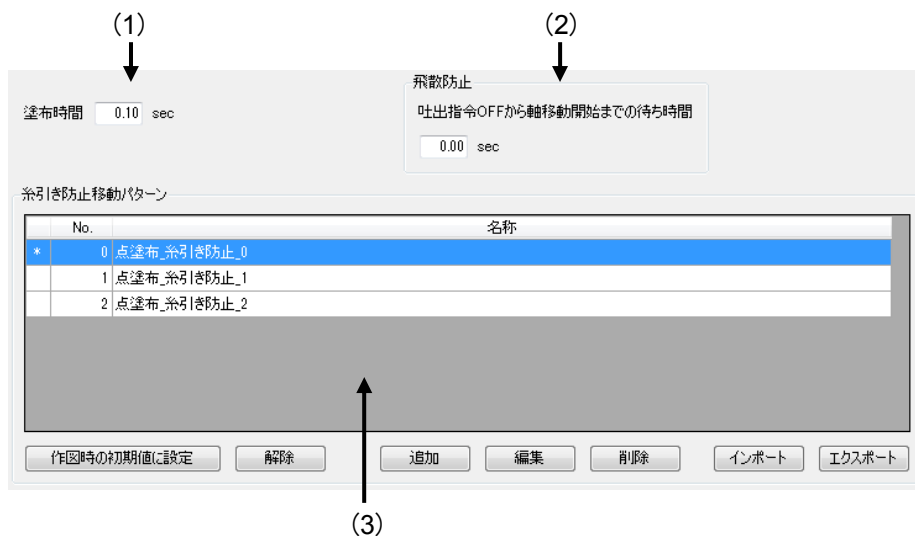 (1)
(2)
塗布時間 0.10 sec
飛散防止
吐出指令OFFから軸移動開始までの待ち時間
0.00 sec
糸引き防止移動パターン
No. 名称
* 0 点塗布_糸引き防止_0
1 点塗布_糸引き防止_1
2 点塗布_糸引き防止_2
作図時の初期値に設定 解除 追加 編集 削除 インポート エクスポート
(3)